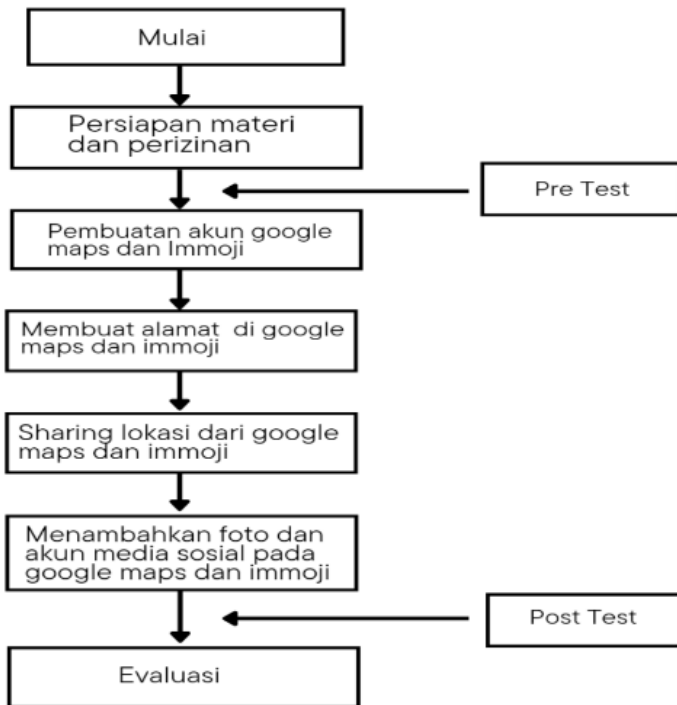 Mulai
Persiapan materi
dan perizinan
Pre Test
Pembuatan akun google
maps dan Immoji
Membuat alamat di google
maps dan immoji
Sharing lokasi dari google
maps dan immoji
Menambahkan foto dan
akun media sosial pada
google maps dan immoji
Post Test
Evaluasi